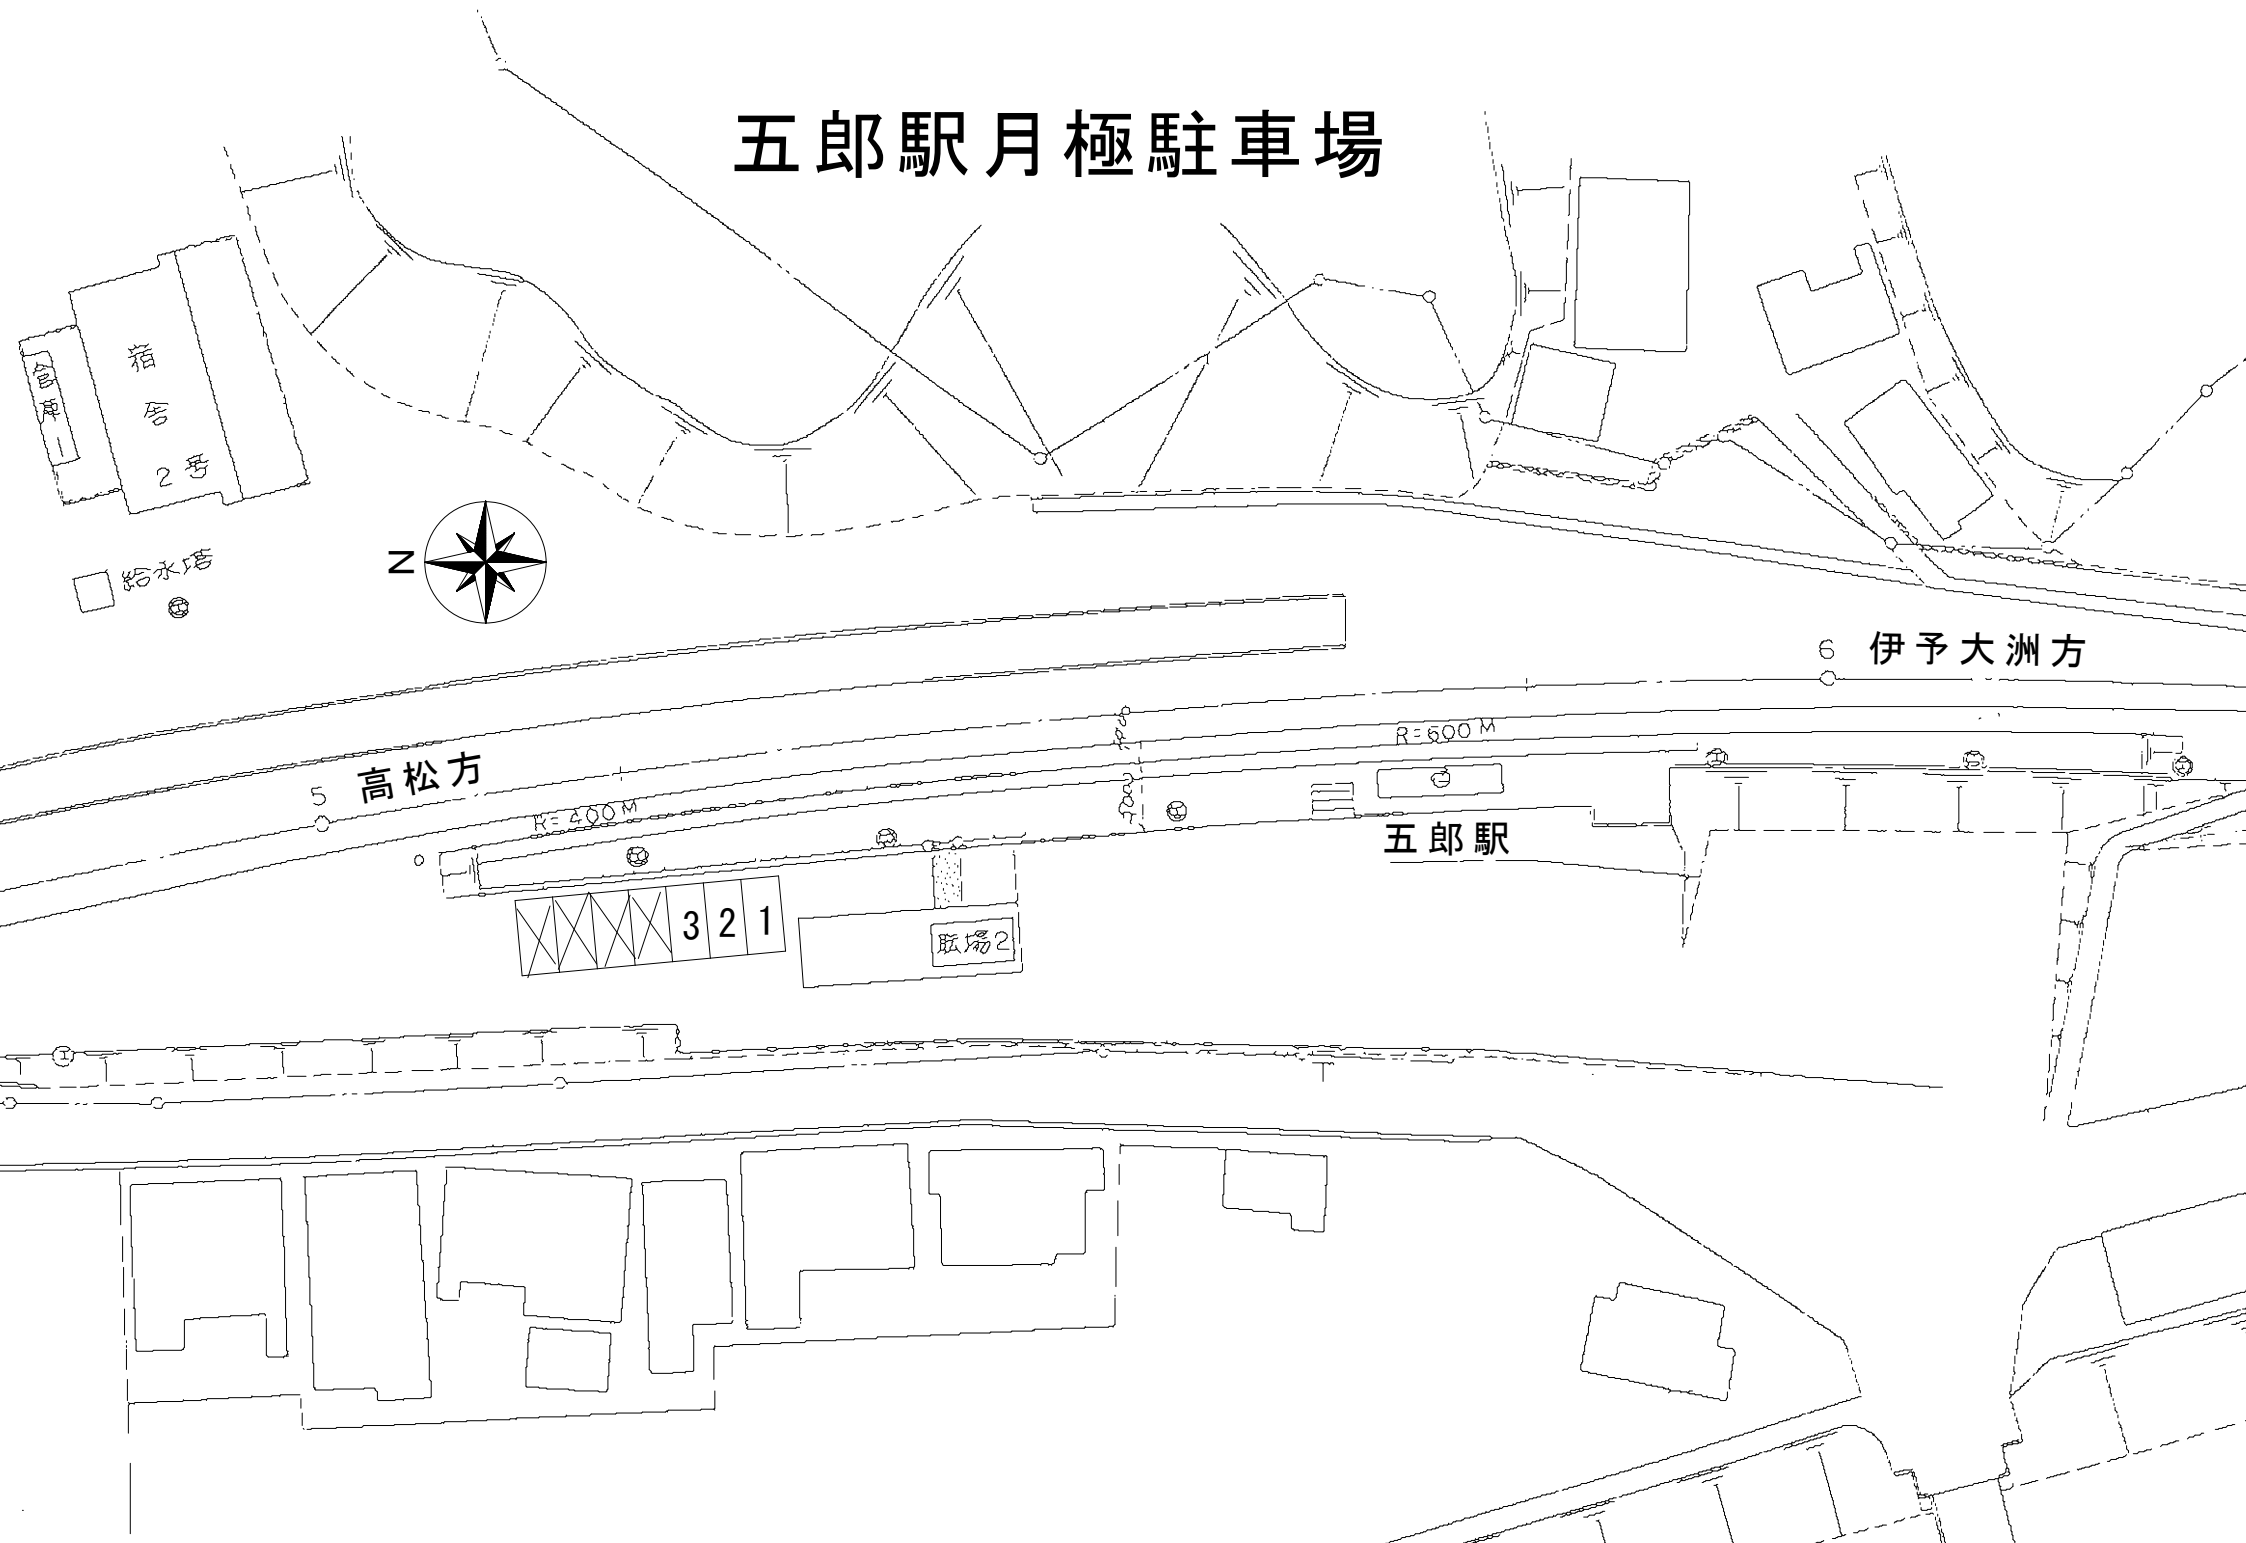 五郎駅月極駐車場
宿舎2号
倉庫1
給水塔
N
6 伊予大洲方
5 高松方
R=600M
R=400M
五郎駅
3 2 1
駐場2